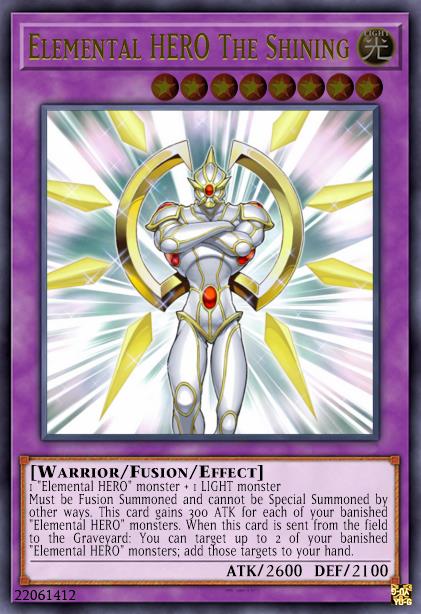 Elemental HERO The Shining
LIGHT
光
[Warrior/Fusion/Effect]
1 "Elemental HERO" monster + 1 LIGHT monster
Must be Fusion Summoned and cannot be Special Summoned by
other ways. This card gains 300 ATK for each of your banished
"Elemental HERO" monsters. When this card is sent from the field
to the Graveyard: You can target up to 2 of your banished
"Elemental HERO" monsters; add those targets to your hand.
ATK/2600 DEF/2100
22061412